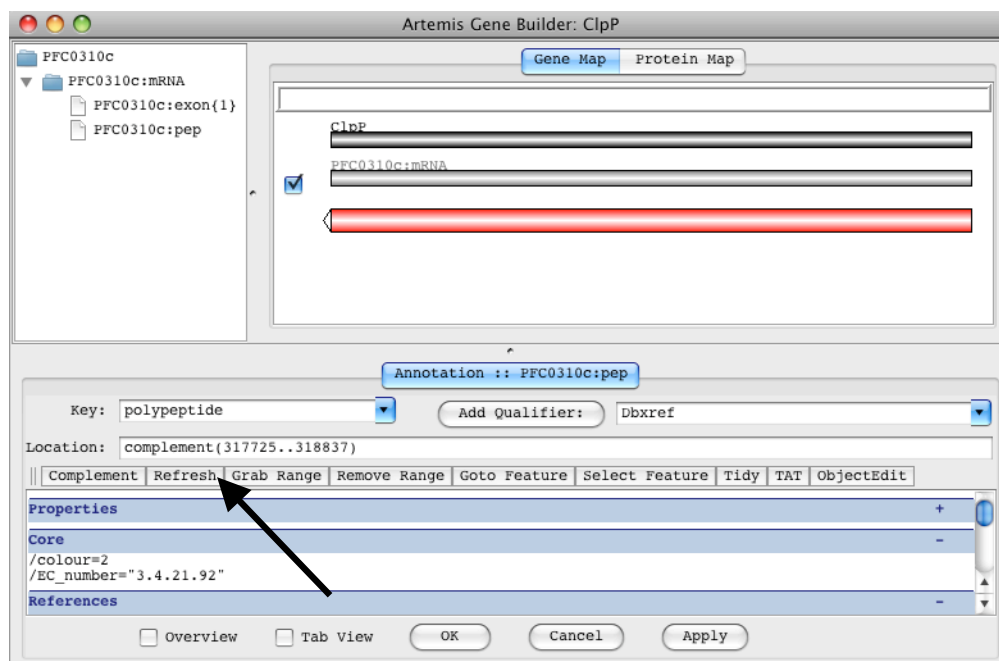 Artemis Gene Builder: ClpP
PFC0310c
PFC0310c:mRNA
PFC0310c:exon{1}
PFC0310c:pep
Gene Map Protein Map
ClpP
PFC0310c:mRNA
Annotation :: PFC0310c:pep
Key: polypeptide Add Qualifier: Dbxref
Location: complement(317725..318837)
Complement Refresh Grab Range Remove Range Goto Feature Select Feature Tidy TAT ObjectEdit
Properties +
Core -
/colour=2
/EC_number="3.4.21.92"
References -
Overview Tab View OK Cancel Apply